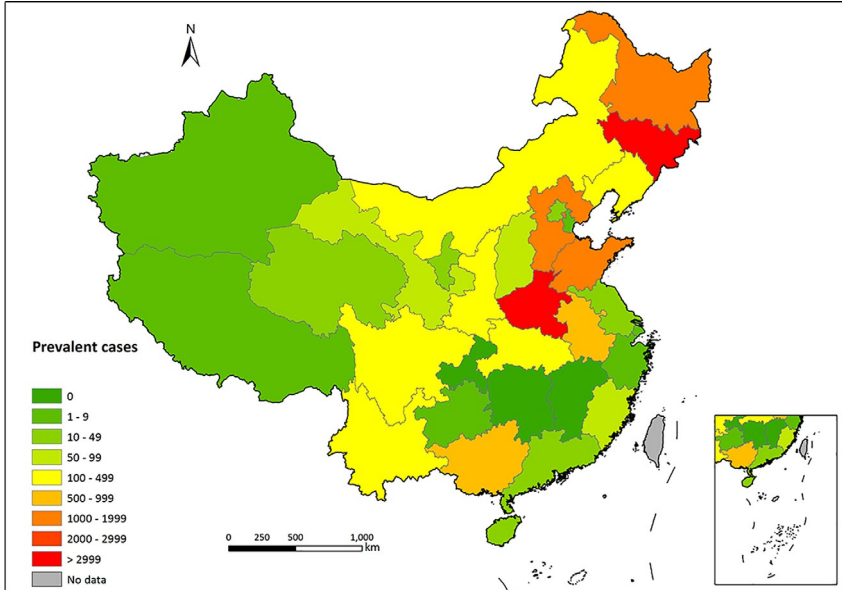 N
Prevalent cases
0
1 - 9
10 - 49
50 - 99
100 - 499
500 - 999
1000 - 1999
2000 - 2999
> 2999
No data
0 250 500 1,000
km